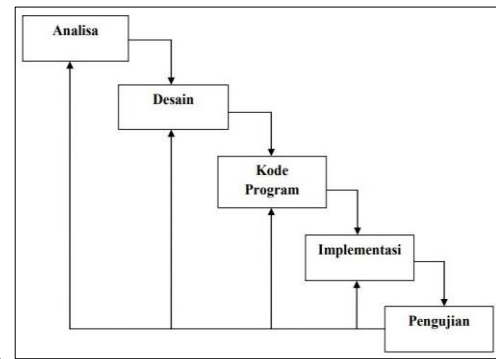 Analisa
Desain
Kode
Program
Implementasi
Pengujian